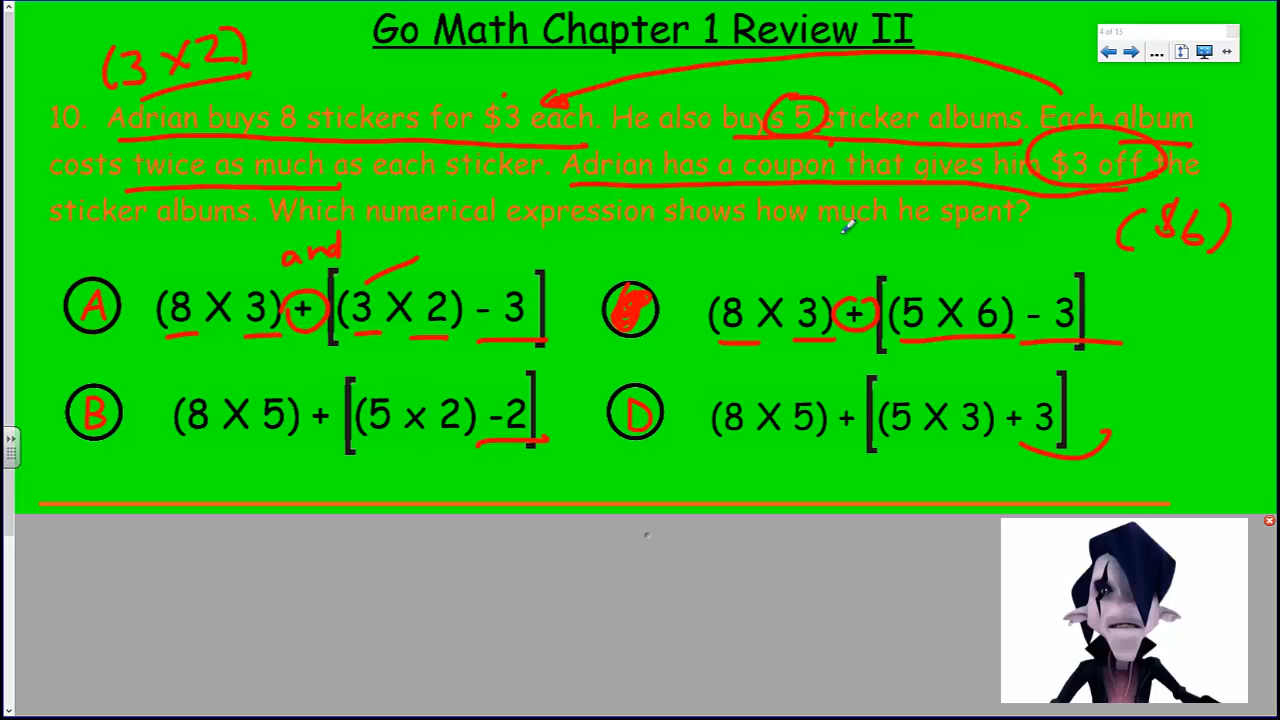 Go Math Chapter 1 Review II
4 of 13
(3 X 2)
10. Adrian buys 8 stickers for $3 each. He also buys 5 sticker albums. Each album
costs twice as much as each sticker. Adrian has a coupon that gives him $3 off the
sticker albums. Which numerical expression shows how much he spent?
($6)
and
A (8 X 3) + [(3 X 2) - 3]
(8 X 3) + [(5 X 6) - 3]
B (8 X 5) + [(5 x 2) -2]
D (8 X 5) + [(5 X 3) + 3]